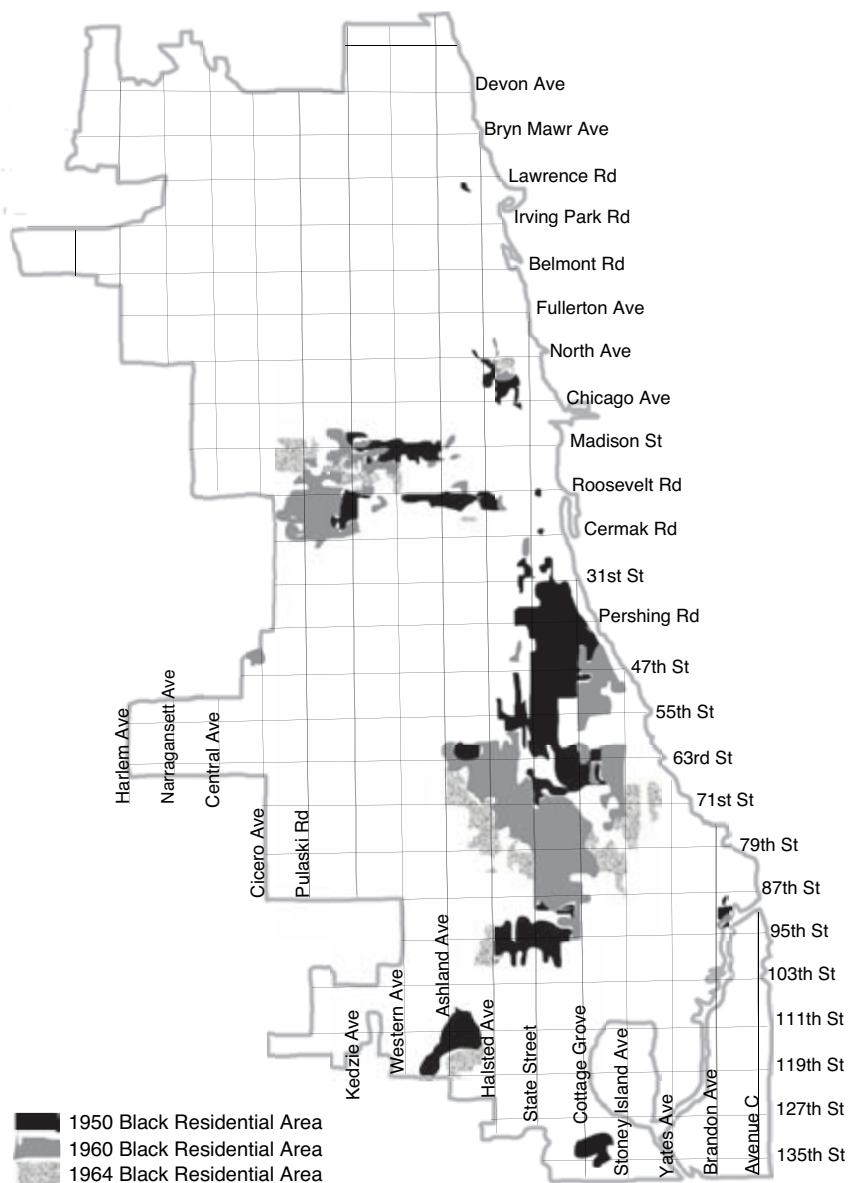 Devon Ave
Bryn Mawr Ave
Lawrence Rd
Irving Park Rd
Belmont Rd
Fullerton Ave
North Ave
Chicago Ave
Madison St
Roosevelt Rd
Cermak Rd
31st St
Pershing Rd
47th St
55th St
63rd St
71st St
79th St
87th St
95th St
103th St
111th St
119th St
127th St
135th St
Harlem Ave
Narragansett Ave
Central Ave
Cicero Ave
Pulaski Rd
Kedzie Ave
Western Ave
Ashland Ave
Halsted Ave
State Street
Cottage Grove
Stoney Island Ave
Yates Ave
Brandon Ave
Avenue C
1950 Black Residential Area
1960 Black Residential Area
1964 Black Residential Area